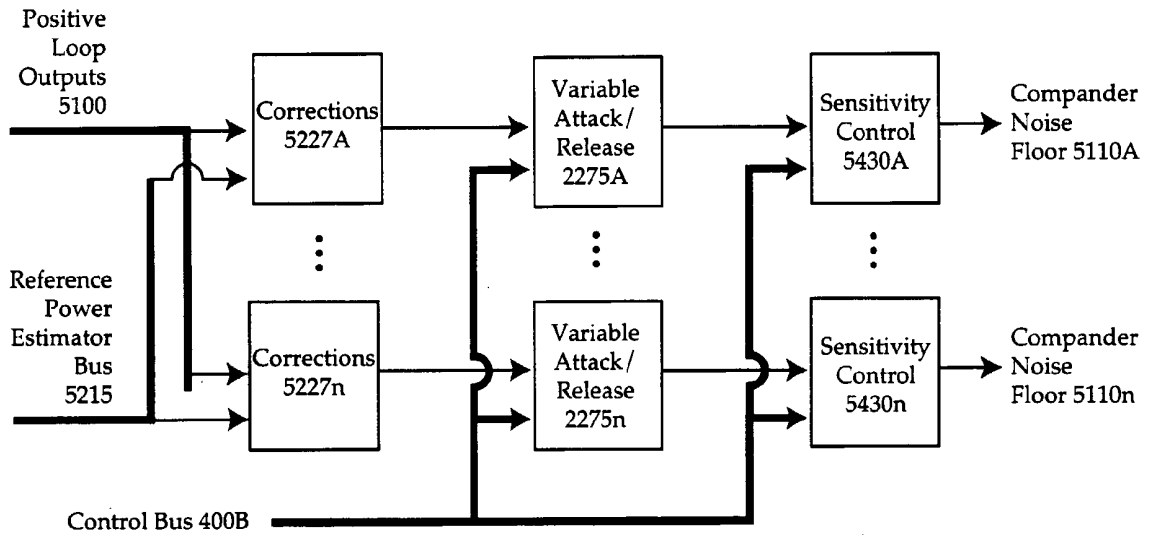 Positive
Loop
Outputs
5100
Corrections
5227A
Variable
Attack/
Release
2275A
Sensitivity
Control
5430A
Compander
Noise
Floor 5110A
Reference
Power
Estimator
Bus
5215
Corrections
5227n
Variable
Attack/
Release
2275n
Sensitivity
Control
5430n
Compander
Noise
Floor 5110n
Control Bus 400B